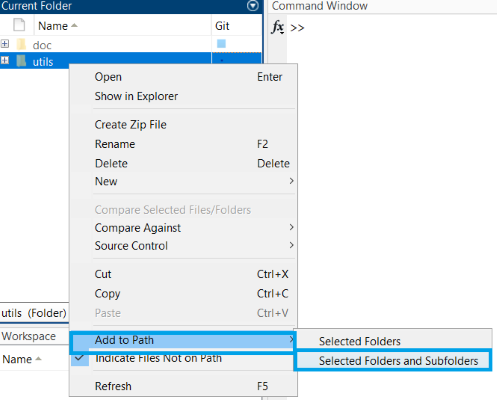 Current Folder
Command Window
Name
Git
fx >>
doc
utils
Open Enter
Show in Explorer
Create Zip File
Rename F2
Delete Delete
New
Compare Selected Files/Folders
Compare Against
Source Control
Cut Ctrl+X
Copy Ctrl+C
Paste Ctrl+V
utils (Folder)
Add to Path
Selected Folders
Workspace
Indicate Files Not on Path
Selected Folders and Subfolders
Name
Refresh F5